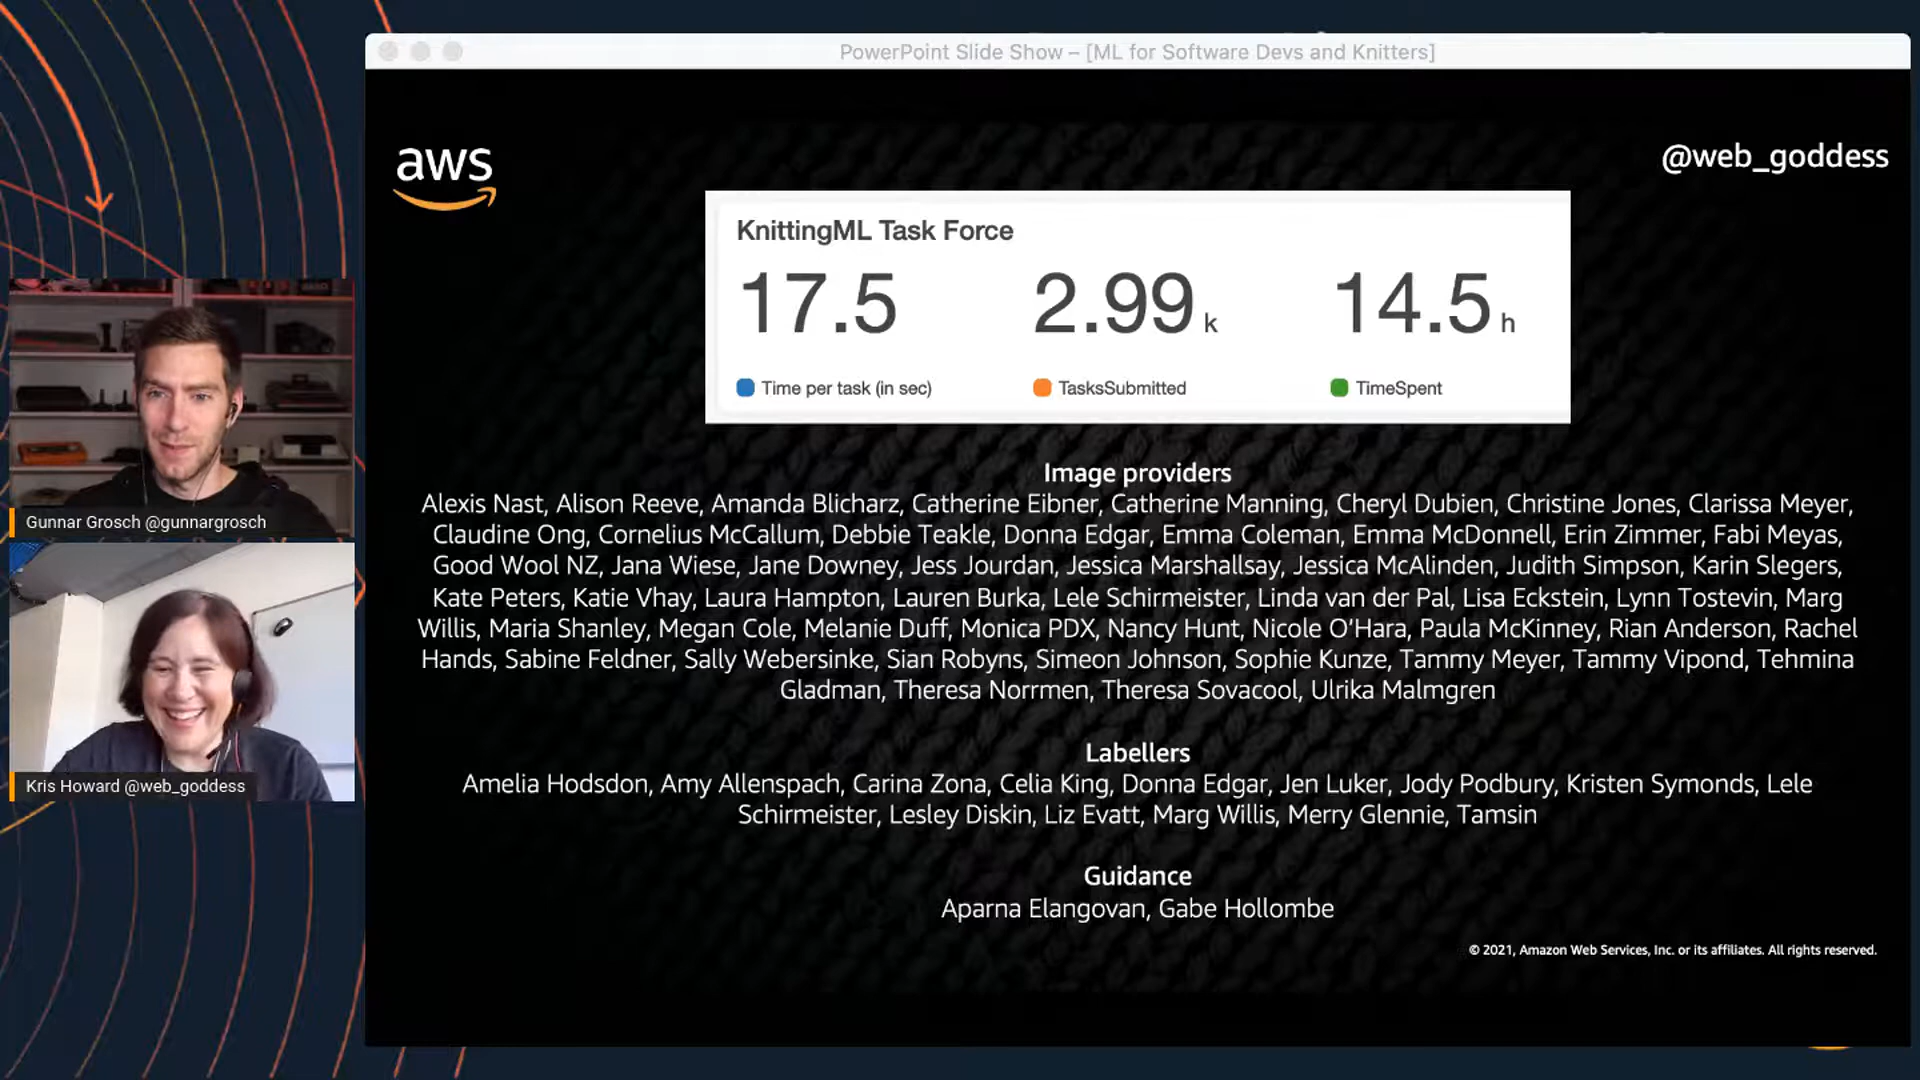 PowerPoint Slide Show – [ML for Software Devs and Knitters]
aws
@web_goddess
KnittingML Task Force
17.5
2.99 k
14.5 h
Time per task (in sec)
TasksSubmitted
TimeSpent
Image providers
Alexis Nast, Alison Reeve, Amanda Blicharz, Catherine Eibner, Catherine Manning, Cheryl Dubien, Christine Jones, Clarissa Meyer,
Claudine Ong, Cornelius McCallum, Debbie Teakle, Donna Edgar, Emma Coleman, Emma McDonnell, Erin Zimmer, Fabi Meyas,
Good Wool NZ, Jana Wiese, Jane Downey, Jess Jourdan, Jessica Marshallsay, Jessica McAlinden, Judith Simpson, Karin Slegers,
Kate Peters, Katie Vhay, Laura Hampton, Lauren Burka, Lele Schirmeister, Linda van der Pal, Lisa Eckstein, Lynn Tostevin, Marg
Willis, Maria Shanley, Megan Cole, Melanie Duff, Monica PDX, Nancy Hunt, Nicole O’Hara, Paula McKinney, Rian Anderson, Rachel
Hands, Sabine Feldner, Sally Webersinke, Sian Robyns, Simeon Johnson, Sophie Kunze, Tammy Meyer, Tammy Vipond, Tehmina
Gladman, Theresa Norrmen, Theresa Sovacool, Ulrika Malmgren
Labellers
Amelia Hodsdon, Amy Allenspach, Carina Zona, Celia King, Donna Edgar, Jen Luker, Jody Podbury, Kristen Symonds, Lele
Schirmeister, Lesley Diskin, Liz Evatt, Marg Willis, Merry Glennie, Tamsin
Guidance
Aparna Elangovan, Gabe Hollombe
© 2021, Amazon Web Services, Inc. or its affiliates. All rights reserved.
Gunnar Grosch @gunnargrosch
Kris Howard @web_goddess